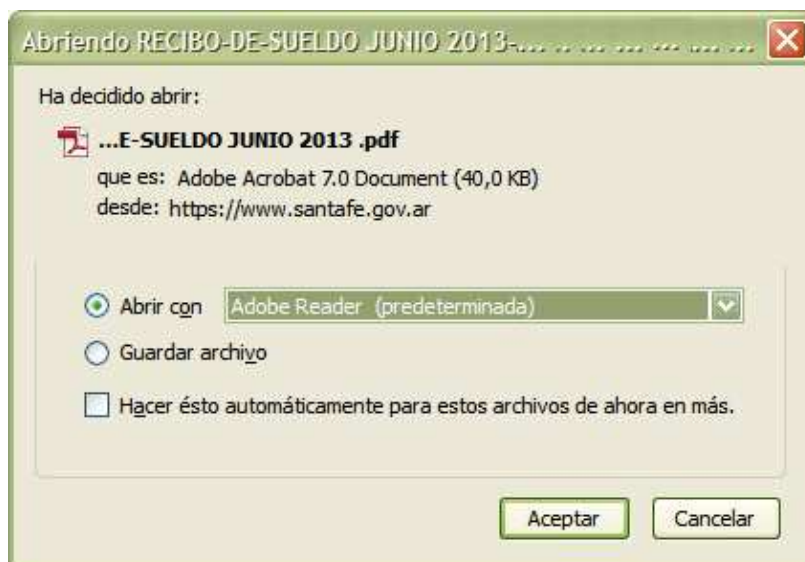 Abriendo RECIBO-DE-SUELDO JUNIO 2013-... .. ... ... ... ... ...
Ha decidido abrir:
...E-SUELDO JUNIO 2013 .pdf
que es: Adobe Acrobat 7.0 Document (40,0 KB)
desde: https://www.santafe.gov.ar
Abrir con Adobe Reader (predeterminada)
Guardar archivo
Hacer ésto automáticamente para estos archivos de ahora en más.
Aceptar Cancelar